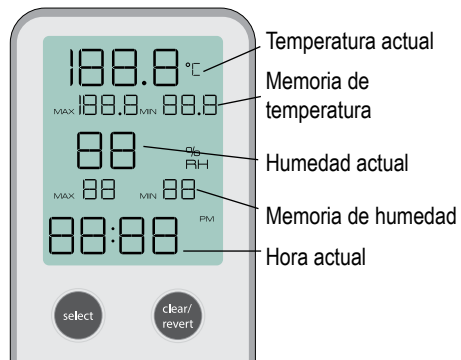 188.8 °C
Temperatura actual
MAX 188.8 MIN 88.8
Memoria de
temperatura
88 % RH
Humedad actual
MAX 88 MIN 88
Memoria de humedad
PM
88:88
Hora actual
select
clear/
revert